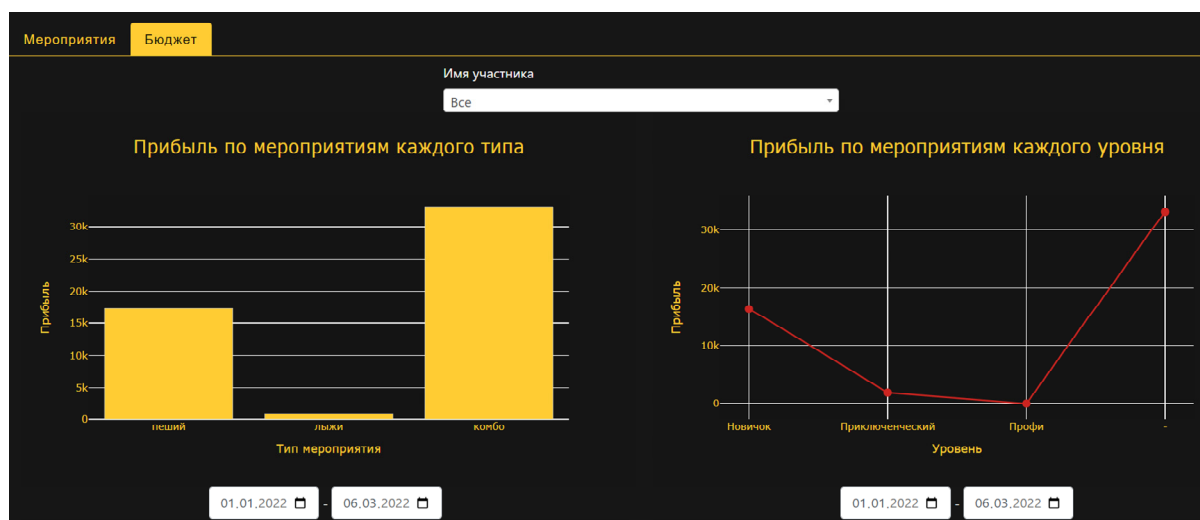 Мероприятия Бюджет
Имя участника
Все
Прибыль по мероприятиям каждого типа
30k
25k
20k
15k
10k
5k
0
Прибыль
пеший лыжи комбо
Тип мероприятия
01.01.2022 - 06.03.2022
Прибыль по мероприятиям каждого уровня
30k
20k
10k
0
Прибыль
Новичок Приключенческий Профи -
Уровень
01.01.2022 - 06.03.2022